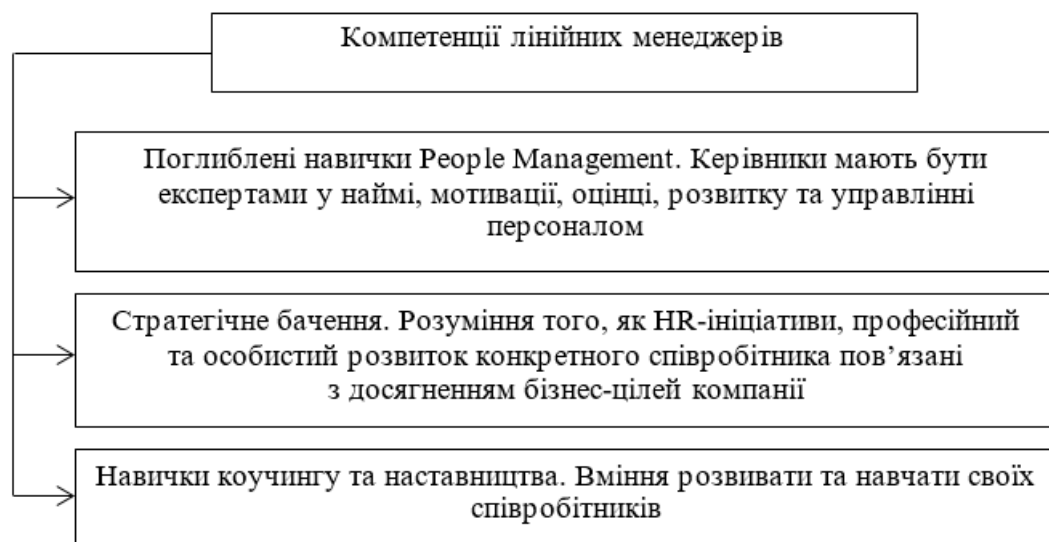 Компетенції лінійних менеджерів
Поглиблені навички People Management. Керівники мають бути
експертами у наймі, мотивації, оцінці, розвитку та управлінні
персоналом
Стратегічне бачення. Розуміння того, як HR-ініціативи, професійний
та особистий розвиток конкретного співробітника пов’язані
з досягненням бізнес-цілей компанії
Навички коучингу та наставництва. Вміння розвивати та навчати своїх
співробітників